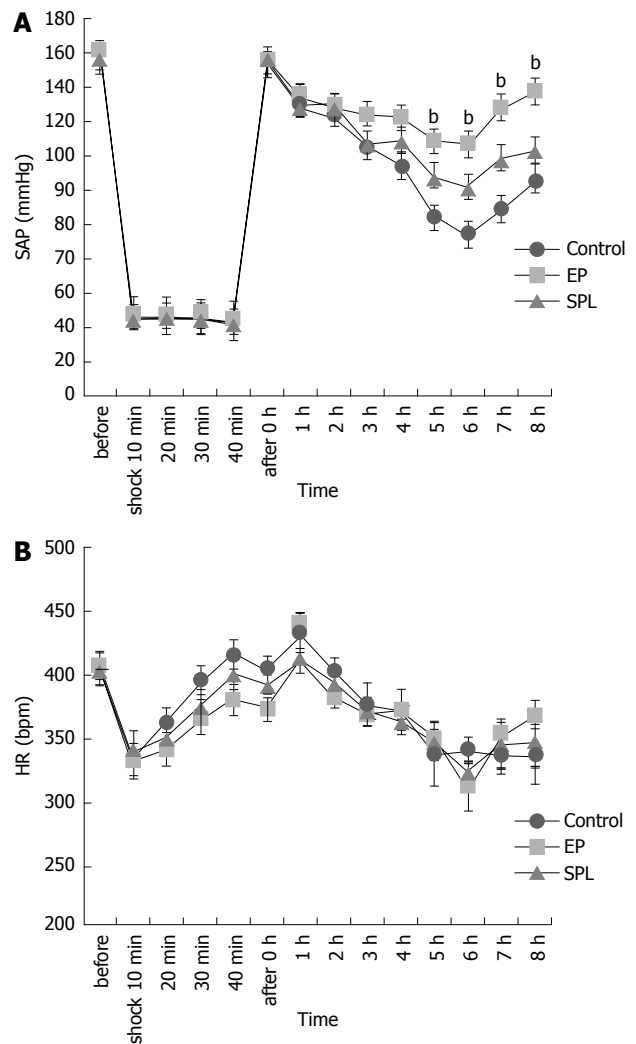 A
180
160
140
120
100
90
80
60
40
20
0
SAP (mmHg)
b
b
b
b
Control
EP
SPL
before
shock 10 min
20 min
30 min
40 min
after 0 h
1 h
2 h
3 h
4 h
5 h
6 h
7 h
8 h
Time
B
500
450
400
350
300
250
200
HR (bpm)
Control
EP
SPL
before
shock 10 min
20 min
30 min
40 min
after 0 h
1 h
2 h
3 h
4 h
5 h
6 h
7 h
8 h
Time